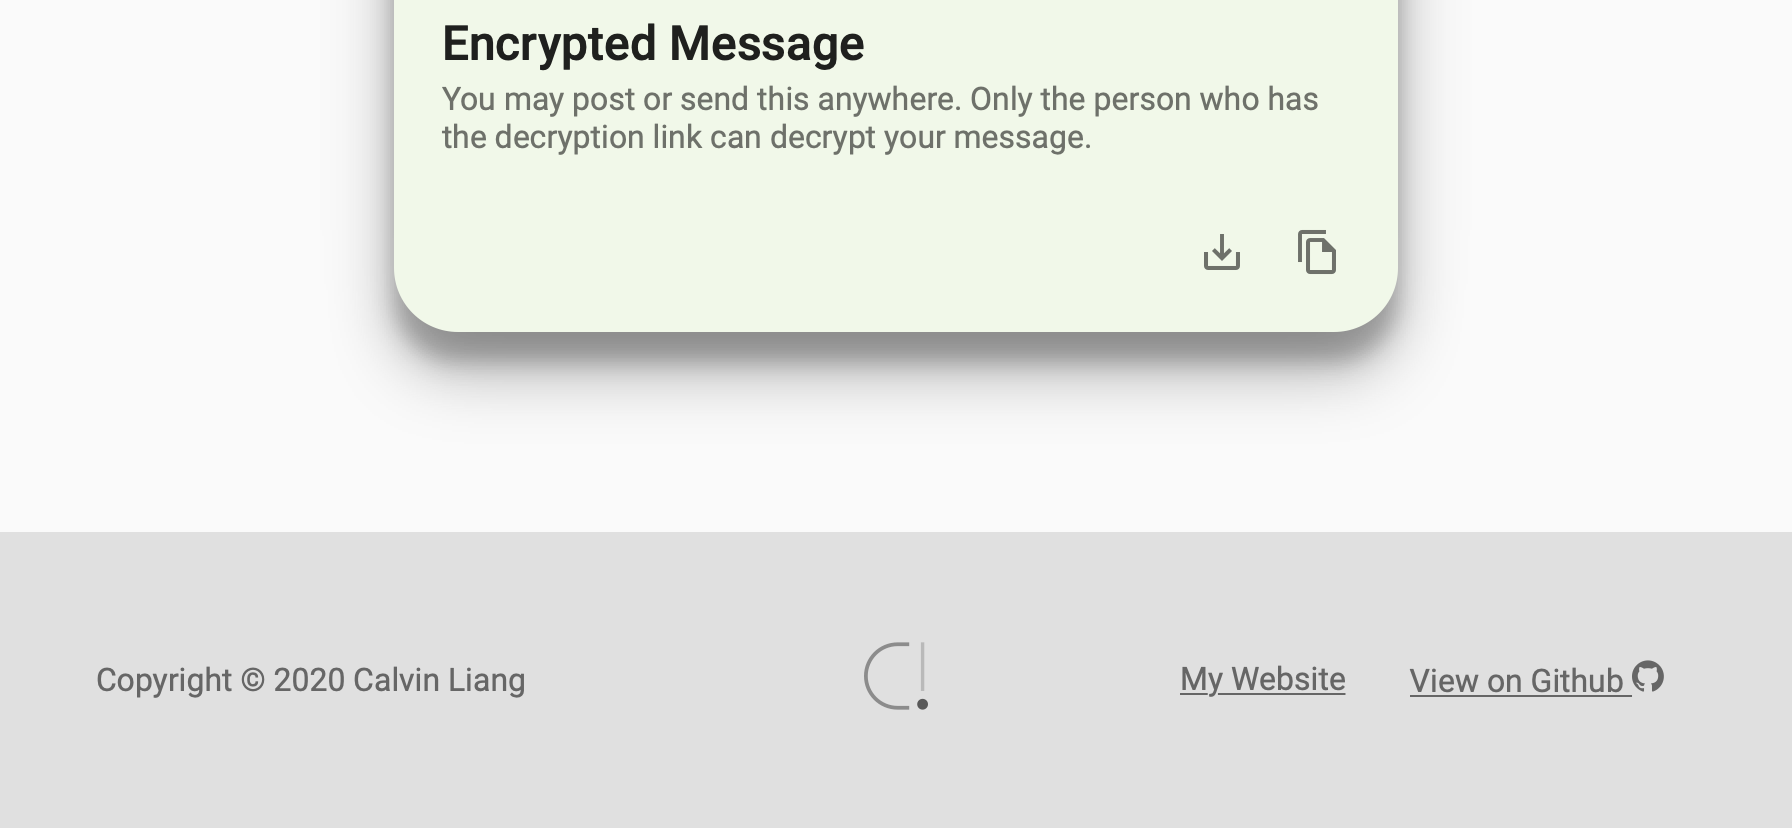 Encrypted Message
You may post or send this anywhere. Only the person who has
the decryption link can decrypt your message.
Copyright © 2020 Calvin Liang
My Website
View on Github